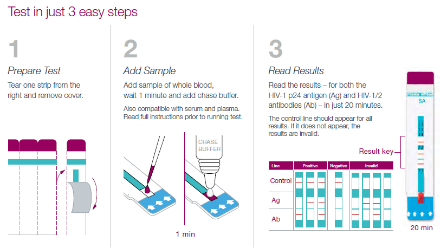 Test in just 3 easy steps
1
Prepare Test
Tear one strip from the
right and remove cover.
2
Add Sample
Add sample of whole blood,
wait 1 minute and add chase buffer.
Also compatible with serum and plasma.
Read full instructions prior to running test.
CHASE
BUFFER
1 min
3
Read Results
Read the results – for both the
HIV-1 p24 antigen (Ag) and HIV-1/2
antibodies (Ab) – in just 20 minutes.
The control line should appear for all
results. If it does not appear, the
results are invalid.
Result key
Line Positive Negative Invalid
Control
Ag
Ab
20 min